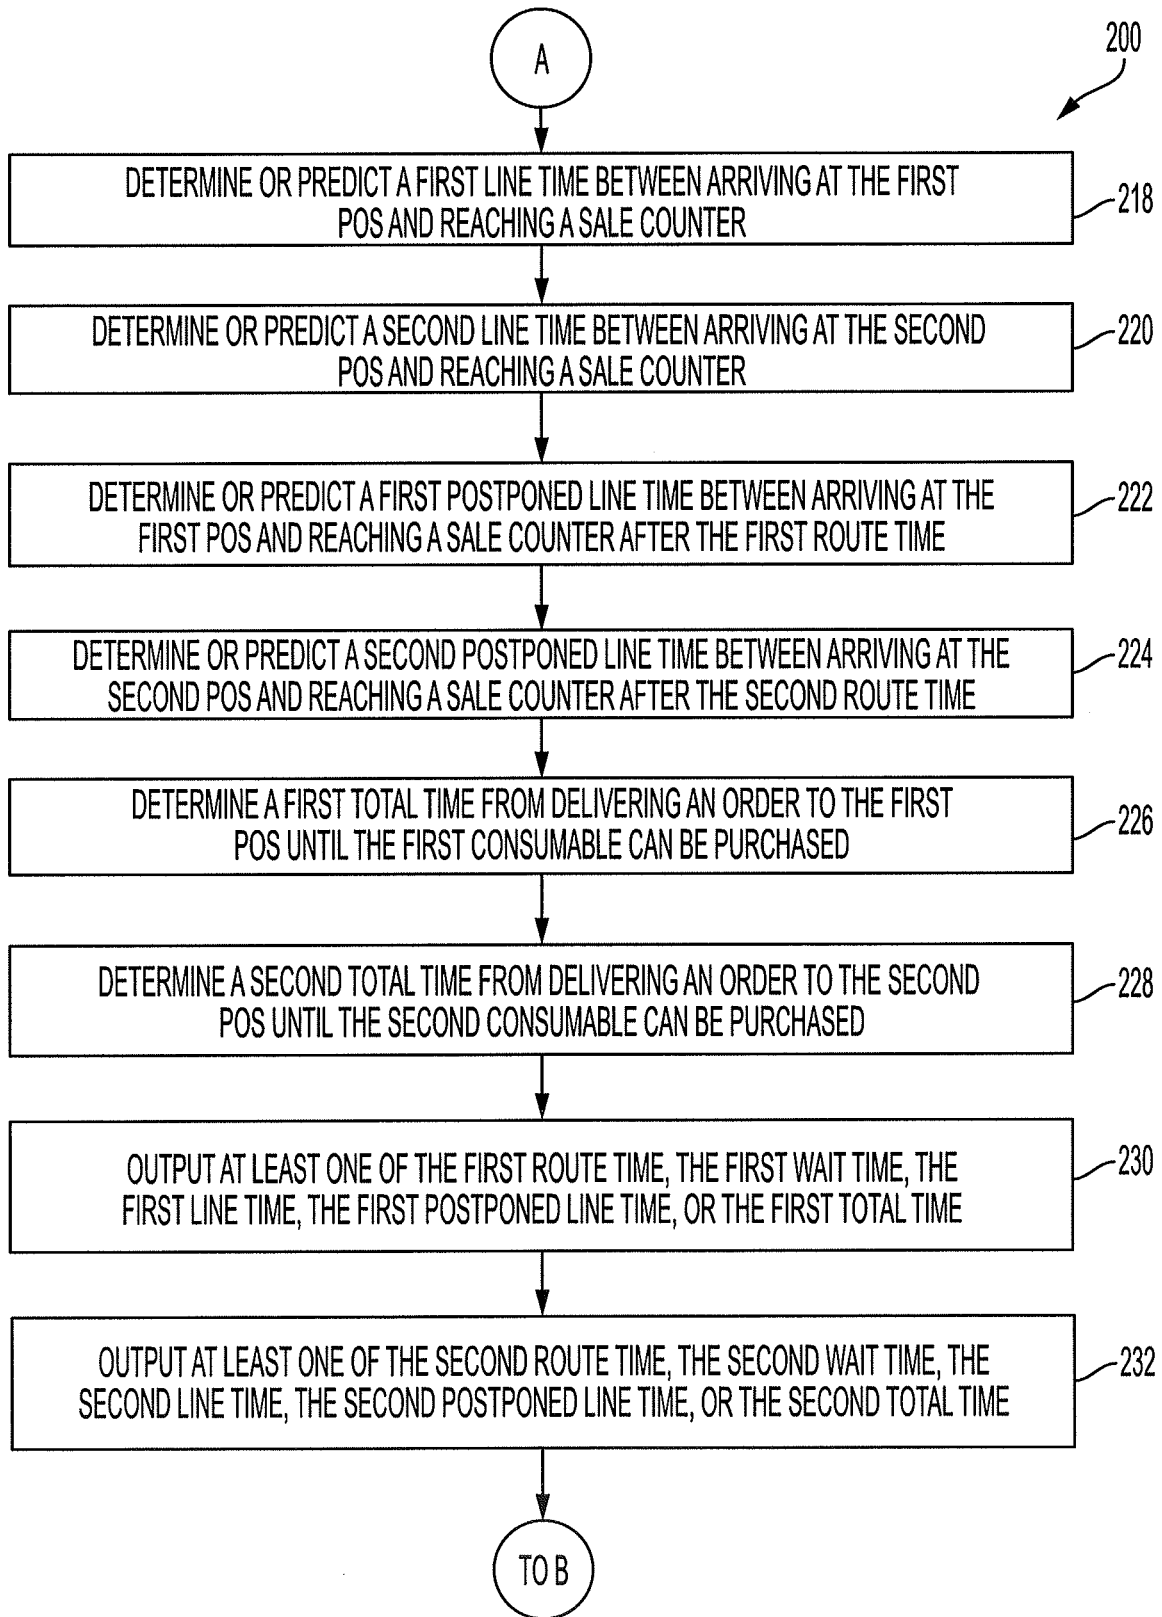 A
200
DETERMINE OR PREDICT A FIRST LINE TIME BETWEEN ARRIVING AT THE FIRST
POS AND REACHING A SALE COUNTER
218
DETERMINE OR PREDICT A SECOND LINE TIME BETWEEN ARRIVING AT THE SECOND
POS AND REACHING A SALE COUNTER
220
DETERMINE OR PREDICT A FIRST POSTPONED LINE TIME BETWEEN ARRIVING AT THE
FIRST POS AND REACHING A SALE COUNTER AFTER THE FIRST ROUTE TIME
222
DETERMINE OR PREDICT A SECOND POSTPONED LINE TIME BETWEEN ARRIVING AT THE
SECOND POS AND REACHING A SALE COUNTER AFTER THE SECOND ROUTE TIME
224
DETERMINE A FIRST TOTAL TIME FROM DELIVERING AN ORDER TO THE FIRST
POS UNTIL THE FIRST CONSUMABLE CAN BE PURCHASED
226
DETERMINE A SECOND TOTAL TIME FROM DELIVERING AN ORDER TO THE SECOND
POS UNTIL THE SECOND CONSUMABLE CAN BE PURCHASED
228
OUTPUT AT LEAST ONE OF THE FIRST ROUTE TIME, THE FIRST WAIT TIME, THE
FIRST LINE TIME, THE FIRST POSTPONED LINE TIME, OR THE FIRST TOTAL TIME
230
OUTPUT AT LEAST ONE OF THE SECOND ROUTE TIME, THE SECOND WAIT TIME, THE
SECOND LINE TIME, THE SECOND POSTPONED LINE TIME, OR THE SECOND TOTAL TIME
232
TO B